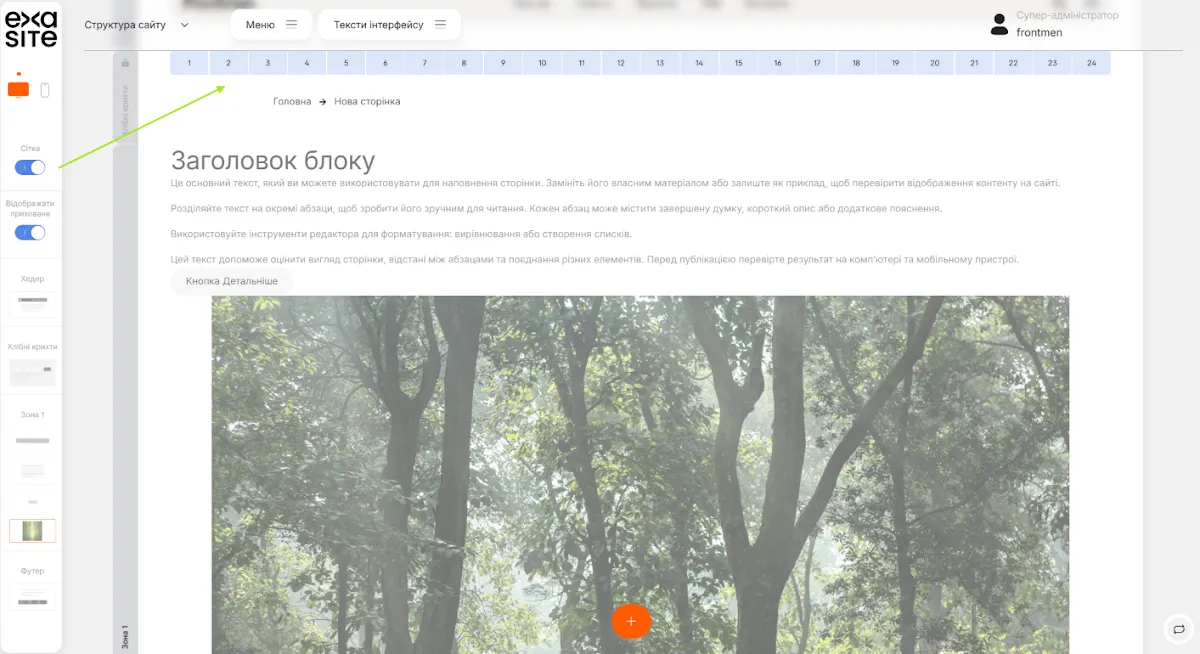 exa
site
Структура сайту
Меню
Тексти інтерфейсу
Супер-адміністратор
frontmen
1 2 3 4 5 6 7 8 9 10 11 12 13 14 15 16 17 18 19 20 21 22 23 24
Хлібні крихти
Головна → Нова сторінка
Сітка
Відображати
приховане
Хедер
Хлібні крихти
Зона 1
Футер
Заголовок блоку
Це основний текст, який ви можете використовувати для наповнення сторінки. Замініть його власним матеріалом або залиште як приклад, щоб перевірити відображення контенту на сайті.
Розділяйте текст на окремі абзаци, щоб зробити його зручним для читання. Кожен абзац може містити завершену думку, короткий опис або додаткове пояснення.
Використовуйте інструменти редактора для форматування: вирівнювання або створення списків.
Цей текст допоможе оцінити вигляд сторінки, відстані між абзацами та поєднання різних елементів. Перед публікацією перевірте результат на комп'ютері та мобільному пристрої.
Кнопка Детальніше
Зона 1